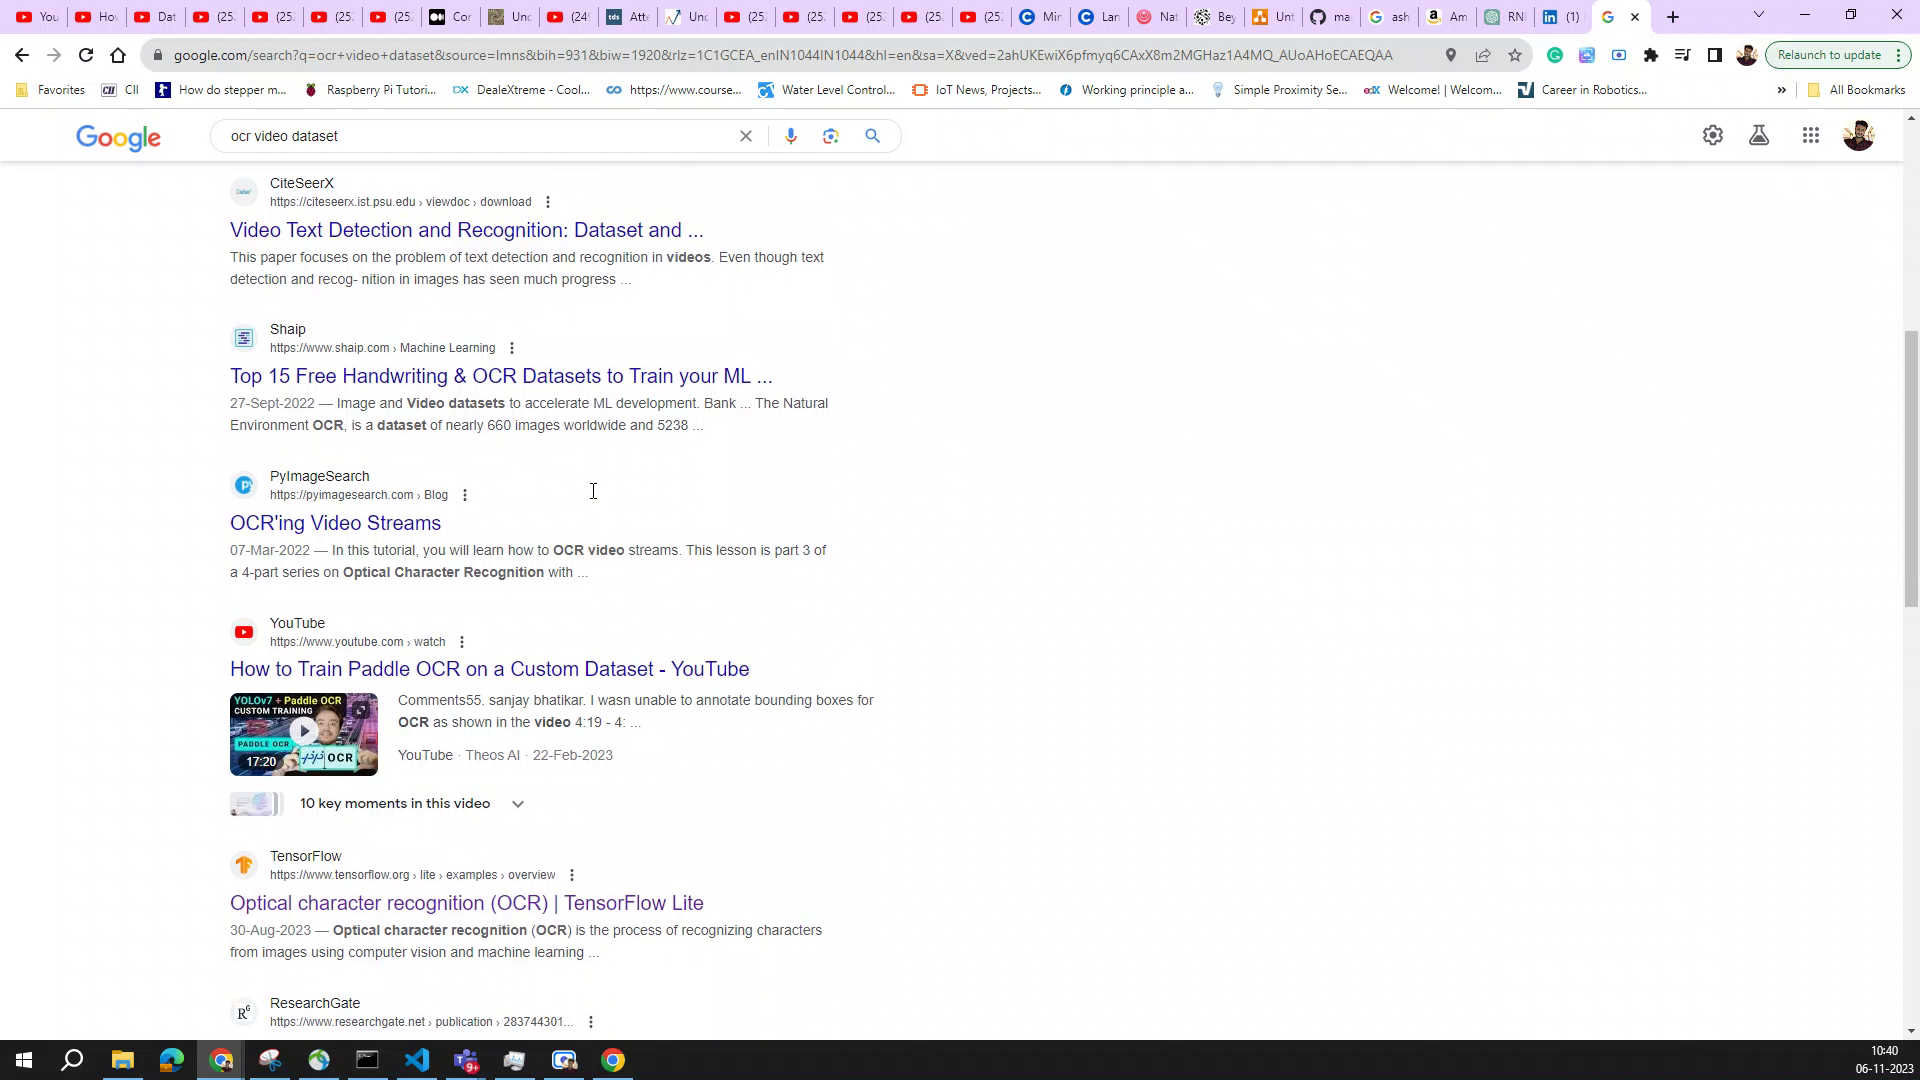 You
Hov
Dat
(252
(252
(252
(252
Cor
Unc
(249
Atte
Unc
(252
(252
(252
(252
(252
Mir
Lan
Nat
Bey
Unt
ma
ash
Am
RNI
(1)
google.com/search?q=ocr+video+dataset&source=lmns&bih=931&biw=1920&rlz=1C1GCEA_enIN1044IN1044&hl=en&sa=X&ved=2ahUKEwiX6pfmyq6CAxX8m2MGHaz1A4MQ_AUoAHoECAEQAA
Relaunch to update
Favorites
CII
How do stepper m...
Raspberry Pi Tutori...
DealeXtreme - Cool...
https://www.course...
Water Level Control...
IoT News, Projects...
Working principle a...
Simple Proximity Se...
Welcome! | Welcom...
Career in Robotics...
»
All Bookmarks
Google
ocr video dataset
CiteSeerX
https://citeseerx.ist.psu.edu › viewdoc › download
Video Text Detection and Recognition: Dataset and ...
This paper focuses on the problem of text detection and recognition in videos. Even though text
detection and recog- nition in images has seen much progress ...
Shaip
https://www.shaip.com › Machine Learning
Top 15 Free Handwriting & OCR Datasets to Train your ML ...
27-Sept-2022 — Image and Video datasets to accelerate ML development. Bank ... The Natural
Environment OCR, is a dataset of nearly 660 images worldwide and 5238 ...
PyImageSearch
https://pyimagesearch.com › Blog
OCR'ing Video Streams
07-Mar-2022 — In this tutorial, you will learn how to OCR video streams. This lesson is part 3 of
a 4-part series on Optical Character Recognition with ...
YouTube
https://www.youtube.com › watch
How to Train Paddle OCR on a Custom Dataset - YouTube
YOLOv7 + Paddle OCR
CUSTOM TRAINING
PADDLE OCR
OCR
17:20
Comments55. sanjay bhatikar. I wasn unable to annotate bounding boxes for
OCR as shown in the video 4:19 - 4: ...
YouTube · Theos AI · 22-Feb-2023
10 key moments in this video
TensorFlow
https://www.tensorflow.org › lite › examples › overview
Optical character recognition (OCR) | TensorFlow Lite
30-Aug-2023 — Optical character recognition (OCR) is the process of recognizing characters
from images using computer vision and machine learning ...
ResearchGate
https://www.researchgate.net › publication › 283744301...
10:40
06-11-2023